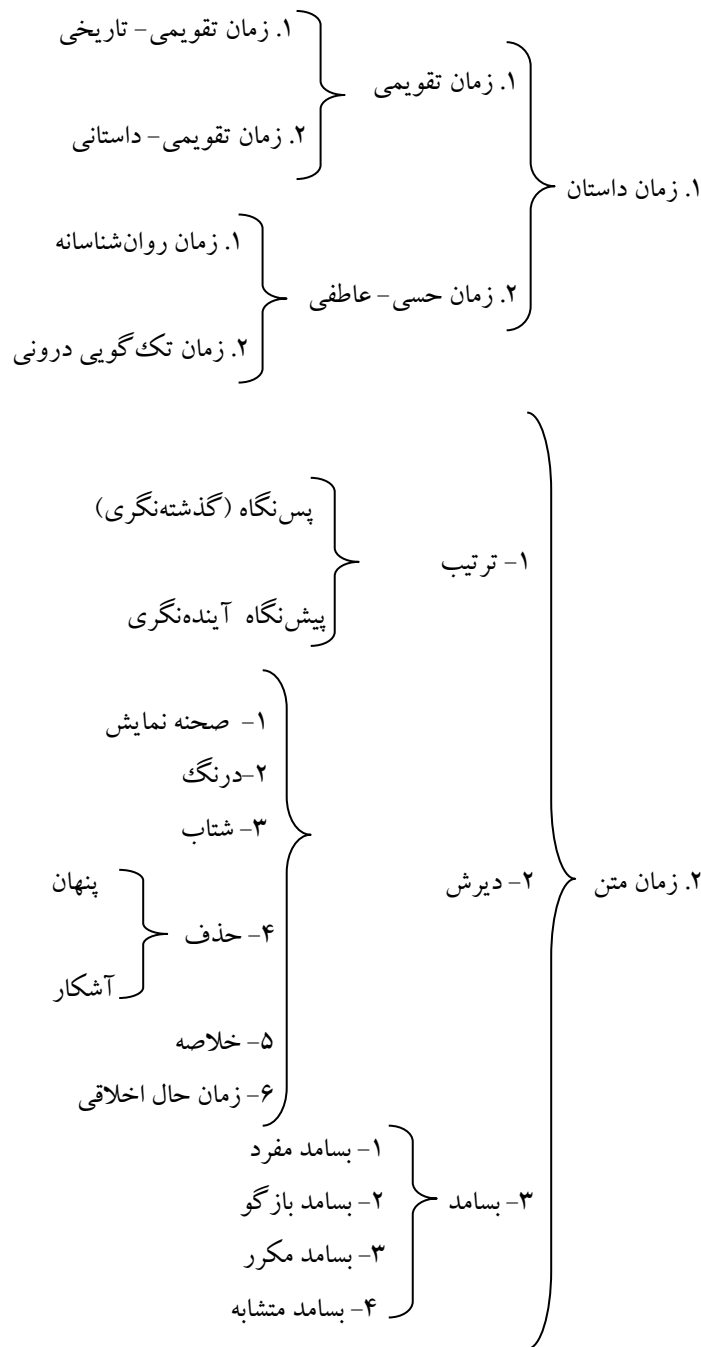 ۱. زمان داستان
۱. زمان تقویمی
۱. زمان تقویمی- تاریخی
۲. زمان تقویمی- داستانی
۲. زمان حسی- عاطفی
۱. زمان روان‌شناسانه
۲. زمان تک‌گویی درونی
۲. زمان متن
۱- ترتیب
پس‌نگاه (گذشته‌نگری)
پیش‌نگاه آینده‌نگری
۲- دیرش
۱- صحنه نمایش
۲-درنگ
۳- شتاب
۴- حذف
پنهان
آشکار
۵- خلاصه
۶- زمان حال اخلاقی
۳- بسامد
۱- بسامد مفرد
۲- بسامد بازگو
۳- بسامد مکرر
۴- بسامد متشابه